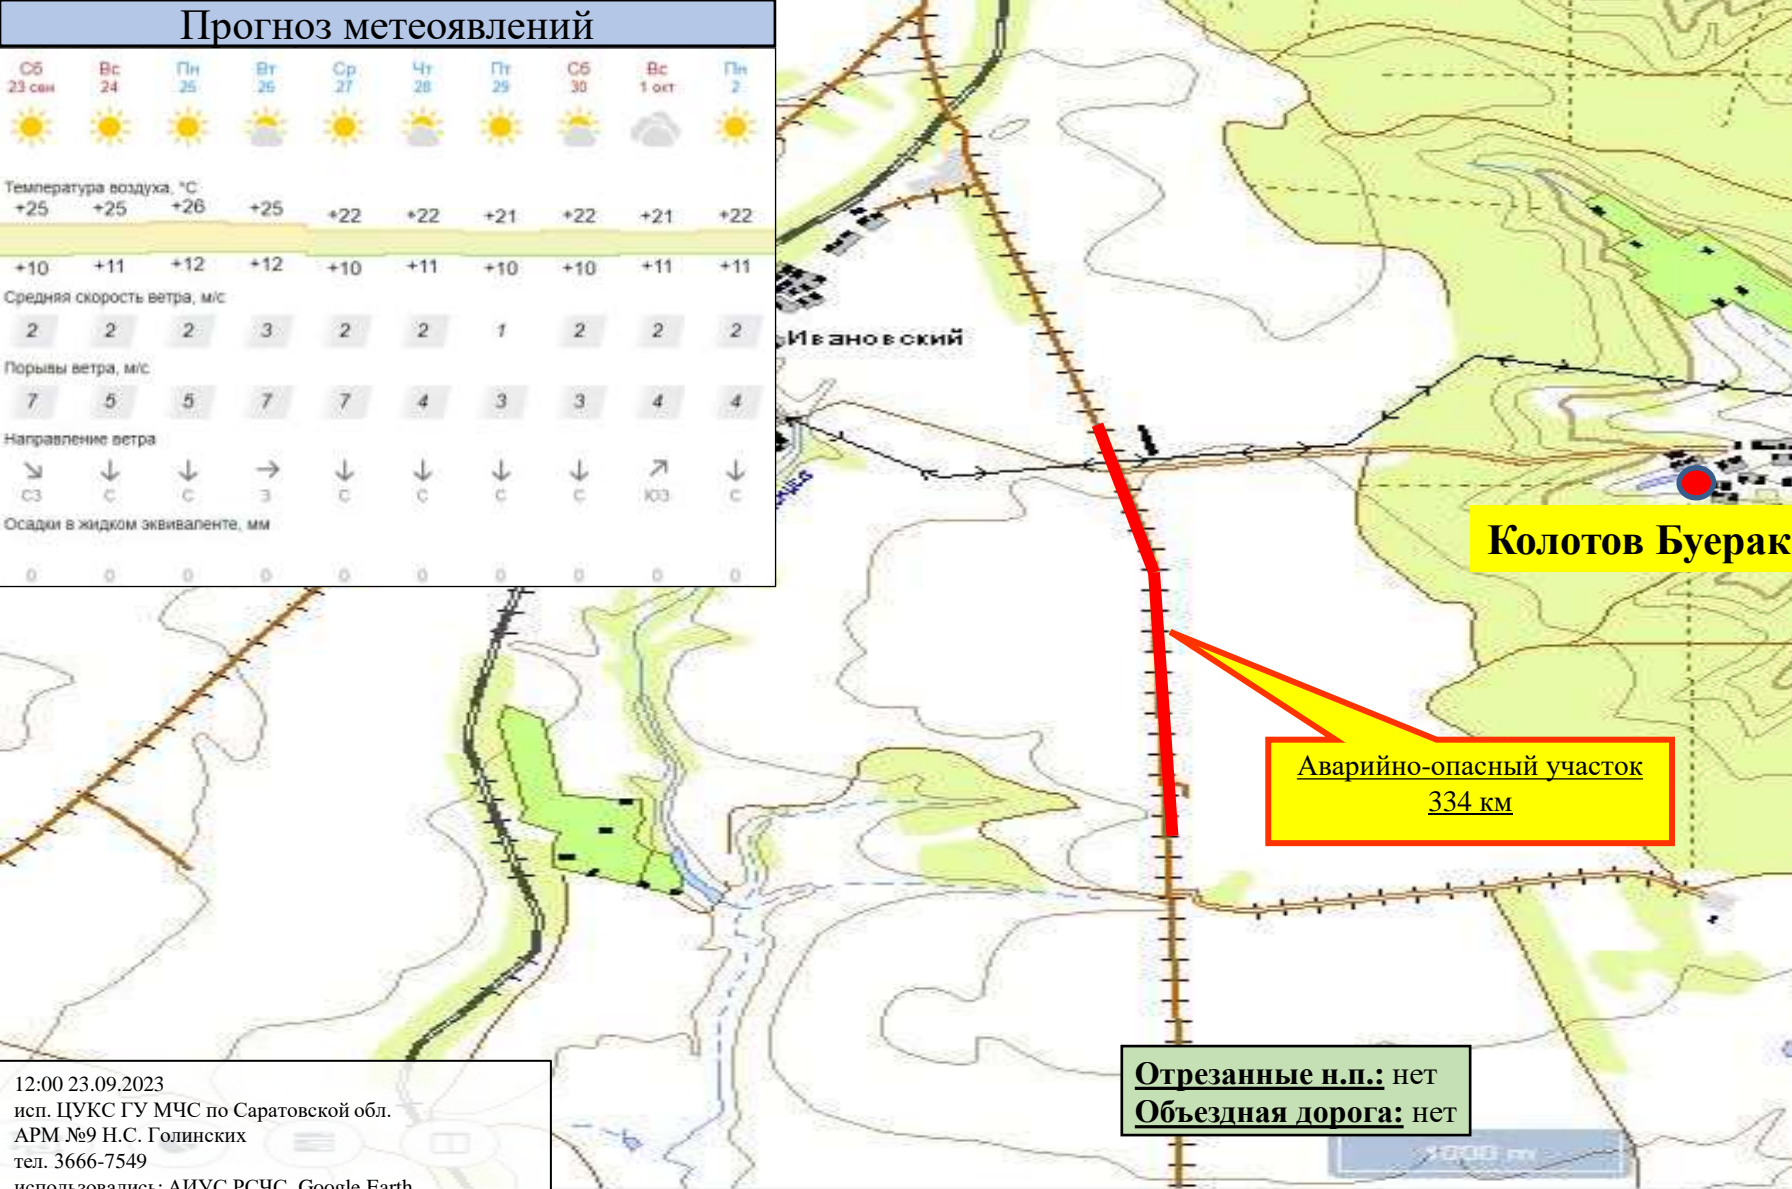 Прогноз метеоявлений
Сб Вс Пн Вт Ср Чт Пт Сб Вс Пн
23 сен 24 25 26 27 28 29 30 1 окт 2
Температура воздуха, °C
+25 +25 +26 +25 +22 +22 +21 +22 +21 +22
+10 +11 +12 +12 +10 +11 +10 +10 +11 +11
Средняя скорость ветра, м/с
2 2 2 3 2 2 1 2 2 2
Порывы ветра, м/с
7 5 5 7 7 4 3 3 4 4
Направление ветра
СЗ С С З С С С С ЮЗ С
Осадки в жидком эквиваленте, мм
0 0 0 0 0 0 0 0 0 0
Ивановский
Колотов Буерак
Аварийно-опасный участок
334 км
Отрезанные н.п.: нет
Объездная дорога: нет
1000 m
12:00 23.09.2023
исп. ЦУКС ГУ МЧС по Саратовской обл.
АРМ №9 Н.С. Голинских
тел. 3666-7549
использовались: АИУС РСЧС, Google Earth